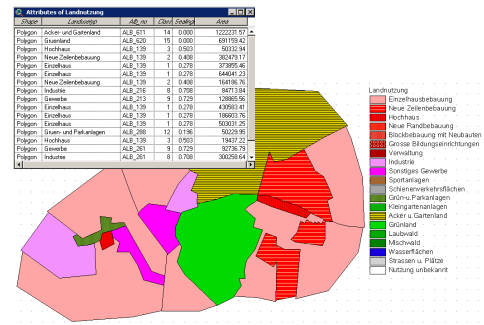 Attributes of Landnutzung
Shape Landusetyp Alb_no Class Sealing Area
Polygon Acker- und Gartenland ALB_611 14 0.000 1222231.57
Polygon Gruenland ALB_620 15 0.000 691159.42
Polygon Hochhaus ALB_139 3 0.503 50332.94
Polygon Neue Zeilenbebauung ALB_139 2 0.408 382479.17
Polygon Einzelhaus ALB_139 1 0.278 373855.46
Polygon Einzelhaus ALB_139 1 0.278 644041.23
Polygon Neue Zeilenbebauung ALB_139 2 0.408 164186.76
Polygon Industrie ALB_216 8 0.708 84713.84
Polygon Gewerbe ALB_213 9 0.729 128865.56
Polygon Einzelhaus ALB_139 1 0.278 430583.41
Polygon Einzelhaus ALB_139 1 0.278 186603.76
Polygon Einzelhaus ALB_139 1 0.278 503031.25
Polygon Gruen- und Parkanlagen ALB_288 12 0.196 50229.95
Polygon Hochhaus ALB_139 3 0.503 19437.22
Polygon Gewerbe ALB_261 9 0.729 92736.79
Polygon Industrie ALB_261 8 0.708 300258.64
Landnutzung
Einzelhausbebauung
Neue Zeilenbebauung
Hochhaus
Neue Randbebauung
Blockbebauung mit Neubauten
Grosse Bildungseinrichtungen
Verwaltung
Industrie
Sonstiges Gewerbe
Sportanlagen
Schienenverkehrsflächen
Grün-u.Parkanlagen
Kleingartenanlagen
Acker u.Gartenland
Grünland
Laubwald
Mischwald
Wasserflächen
Strassen u. Plätze
Nutzung unbekannt